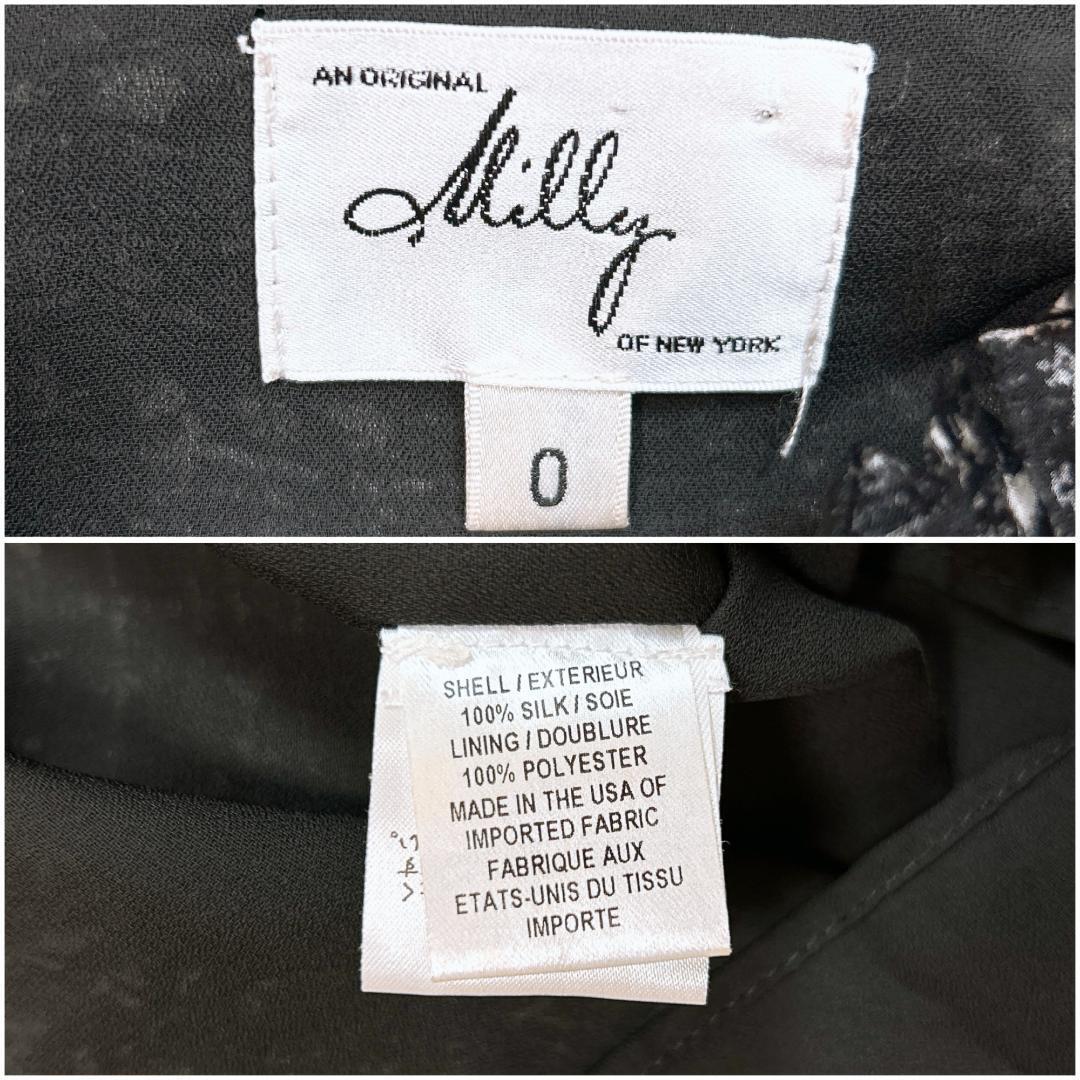 AN ORIGINAL
Milly
OF NEW YORK
0
SHELL / EXTERIEUR
100% SILK / SOIE
LINING / DOUBLURE
100% POLYESTER
MADE IN THE USA OF
IMPORTED FABRIC
FABRIQUE AUX
ETATS-UNIS DU TISSU
IMPORTE